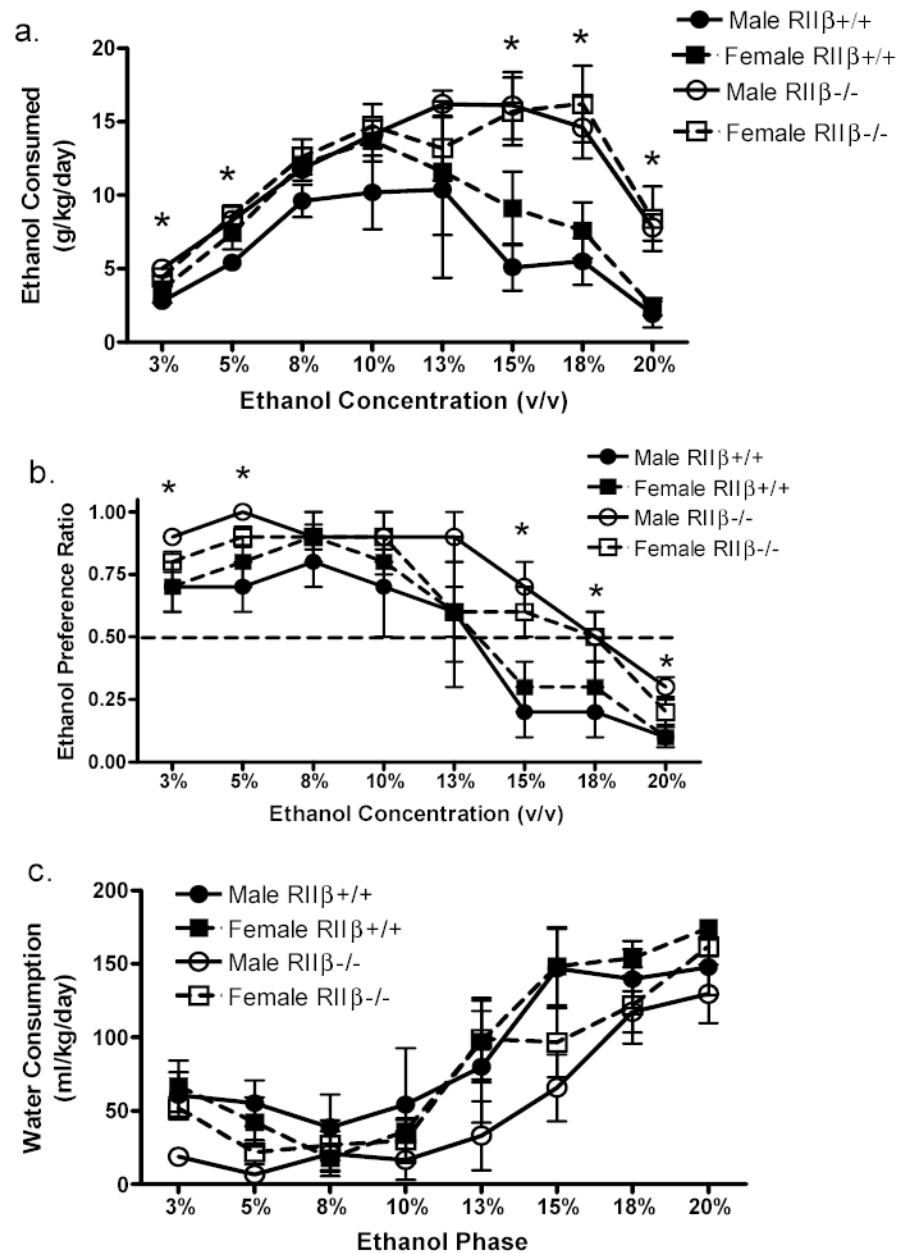 a.
Male RIIβ+/+
Female RIIβ+/+
Male RIIβ-/-
Female RIIβ-/-
Ethanol Consumed
(g/kg/day)
20
15
10
5
0
* * * * *
3% 5% 8% 10% 13% 15% 18% 20%
Ethanol Concentration (v/v)
b.
Male RIIβ+/+
Female RIIβ+/+
Male RIIβ-/-
Female RIIβ-/-
Ethanol Preference Ratio
1.00
0.75
0.50
0.25
0.00
* * * * *
3% 5% 8% 10% 13% 15% 18% 20%
Ethanol Concentration (v/v)
c.
Male RIIβ+/+
Female RIIβ+/+
Male RIIβ-/-
Female RIIβ-/-
Water Consumption
(ml/kg/day)
200
150
100
50
0
3% 5% 8% 10% 13% 15% 18% 20%
Ethanol Phase